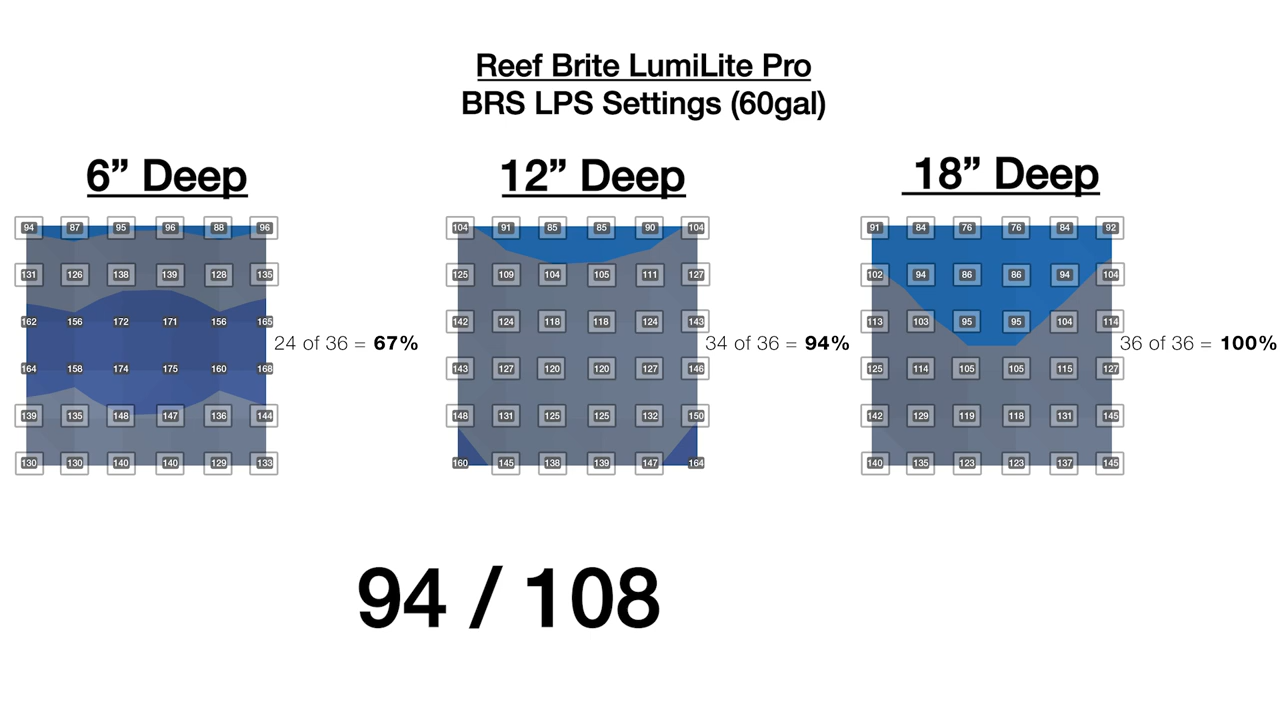 Reef Brite LumiLite Pro
BRS LPS Settings (60gal)
6” Deep
94 87 95 96 88 96
131 126 138 139 128 135
162 156 172 171 156 165
164 158 174 175 160 168
139 135 148 147 136 144
130 130 140 140 129 133
24 of 36 = 67%
12” Deep
104 91 85 85 90 104
125 109 104 105 111 127
142 124 118 118 124 143
143 127 120 120 127 146
148 131 125 125 132 150
160 145 138 139 147 164
34 of 36 = 94%
18” Deep
91 84 76 76 84 92
102 94 86 86 94 104
113 103 95 95 104 114
125 114 105 105 115 127
142 129 119 118 131 145
140 135 123 123 137 145
36 of 36 = 100%
94 / 108